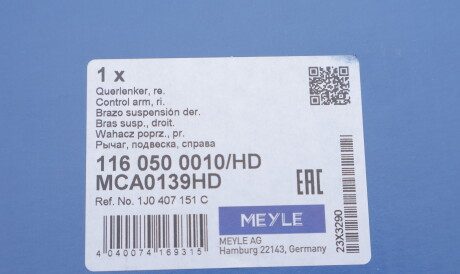 1 x
Querlenker, re.
Control arm, ri.
Brazo suspensión der.
Bras susp., droit.
Wahacz poprz., pr.
Рычаг, подвеска, справа
116 050 0010/HD
MCA0139HD
Ref. No. 1J0 407 151 C
EAC
MEYLE
MEYLE AG
Hamburg 22143, Germany
4 040074 169315
23X3290